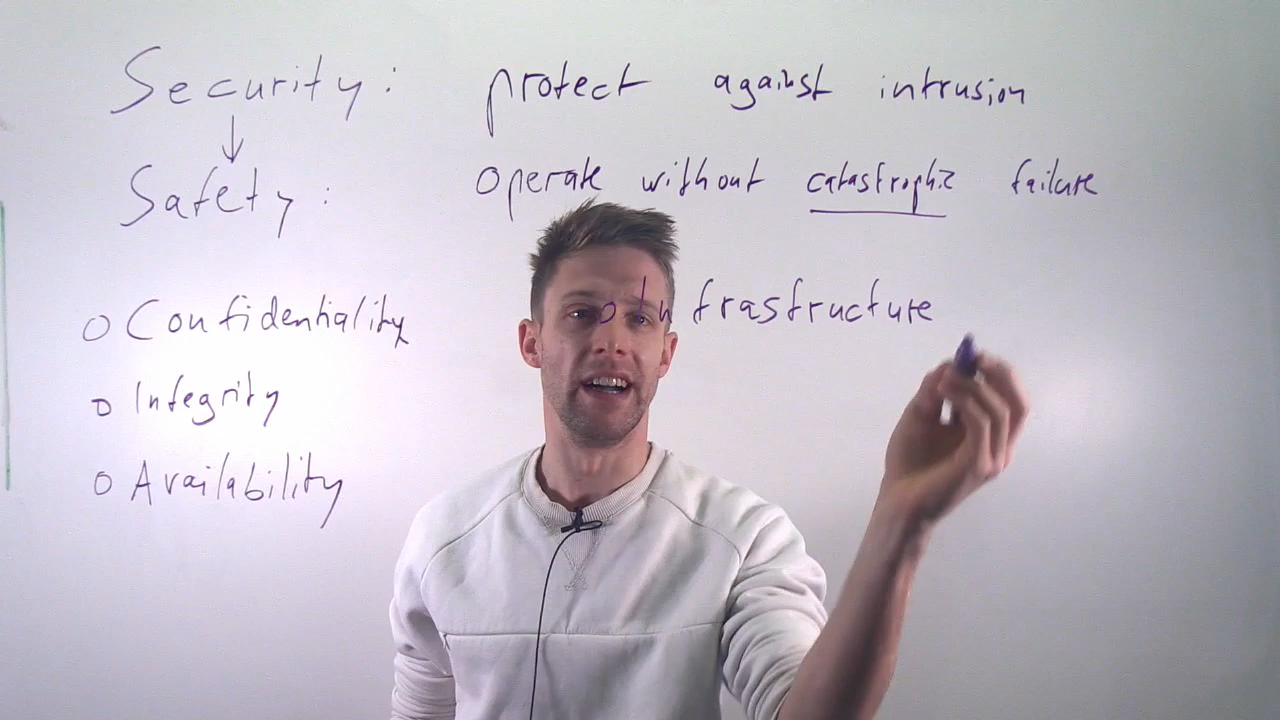 Security: protect against intrusion
↓
Safety: operate without catastrophic failure
o Confidentiality
o Integrity
o Availability
o Infrastructure